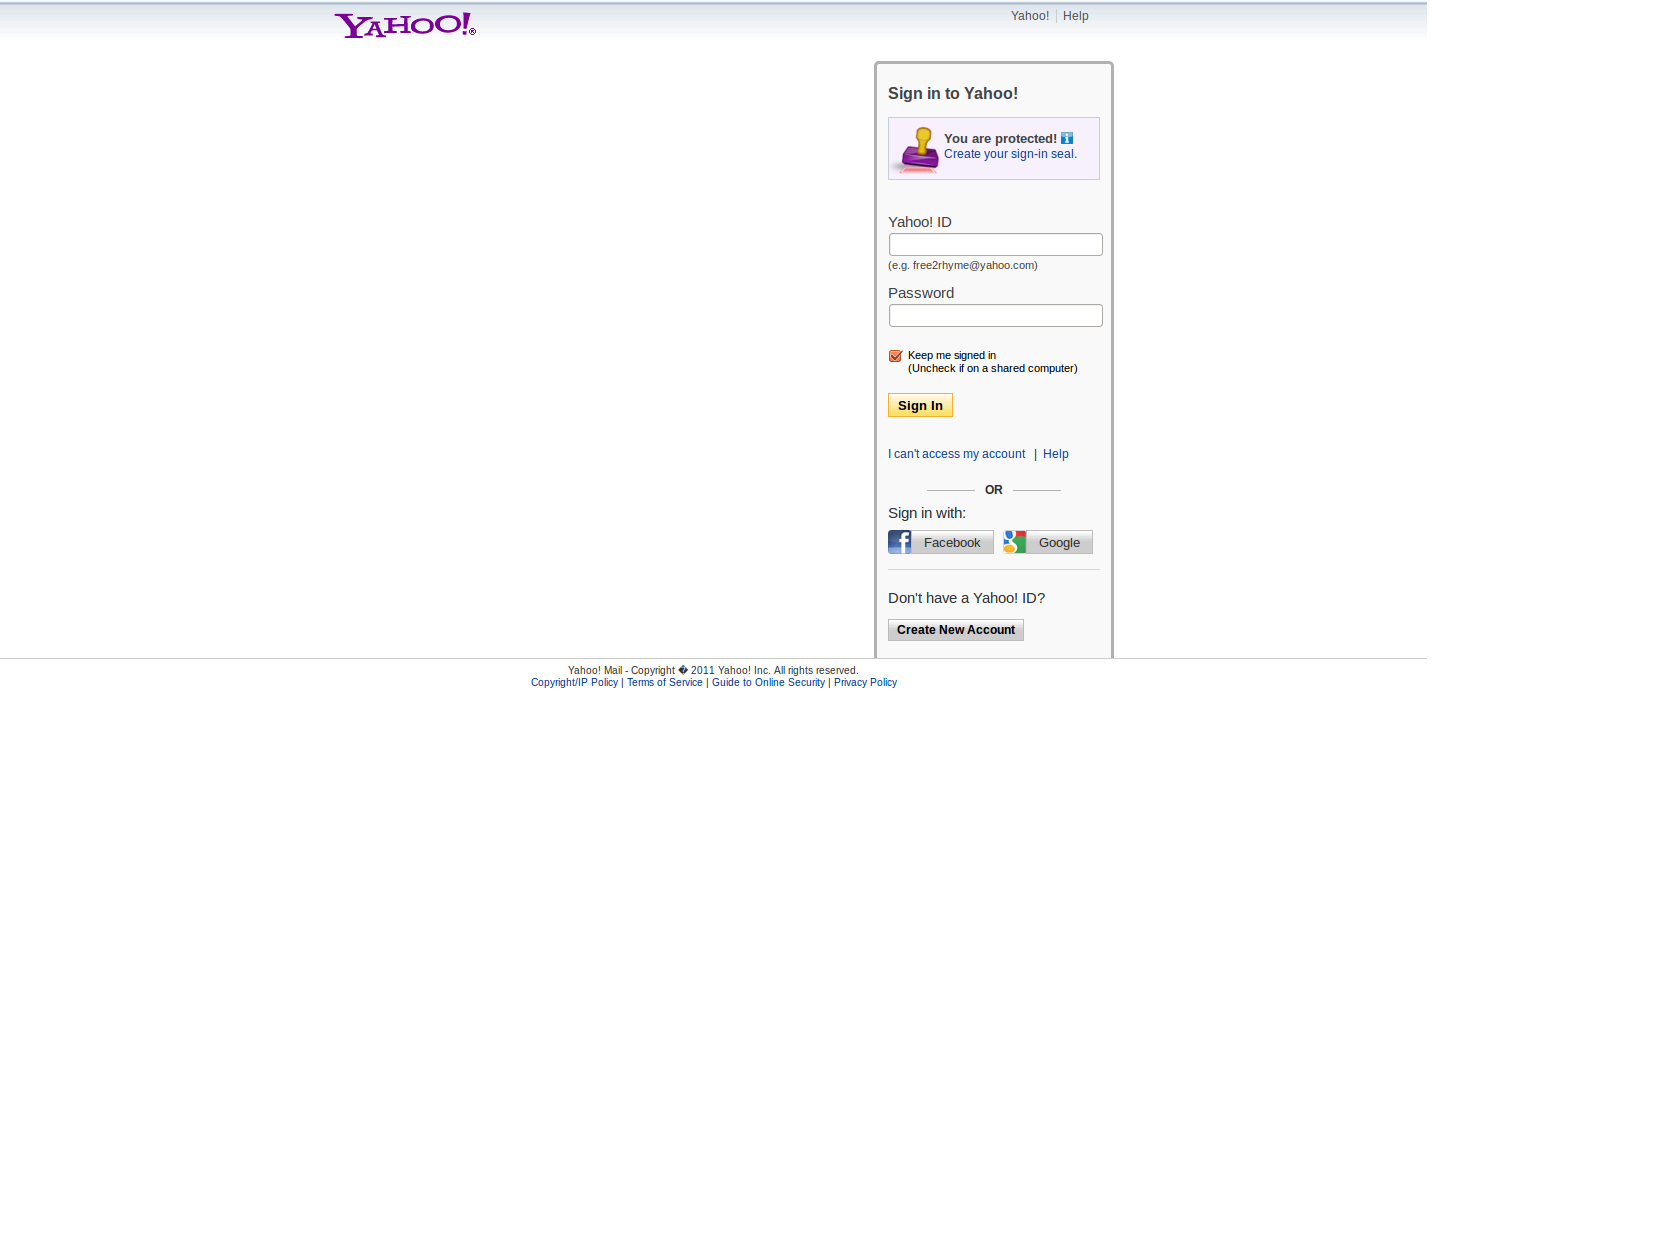 YAHOO!®
Yahoo! Help
Sign in to Yahoo!
You are protected!
Create your sign-in seal.
Yahoo! ID
(e.g. free2rhyme@yahoo.com)
Password
Keep me signed in
(Uncheck if on a shared computer)
Sign In
I can't access my account | Help
OR
Sign in with:
Facebook Google
Don't have a Yahoo! ID?
Create New Account
Yahoo! Mail - Copyright � 2011 Yahoo! Inc. All rights reserved.
Copyright/IP Policy | Terms of Service | Guide to Online Security | Privacy Policy